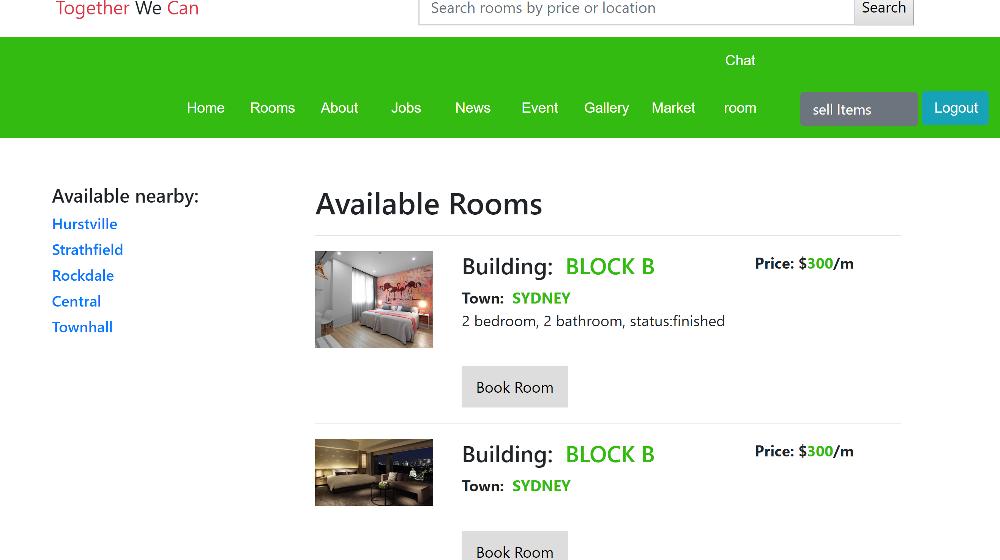 Together We Can
Search rooms by price or location
Search
Chat
Home Rooms About Jobs News Event Gallery Market room
sell Items
Logout
Available nearby:
Hurstville
Strathfield
Rockdale
Central
Townhall
Available Rooms
Building: BLOCK B
Price: $300/m
Town: SYDNEY
2 bedroom, 2 bathroom, status:finished
Book Room
Building: BLOCK B
Price: $300/m
Town: SYDNEY
Book Room